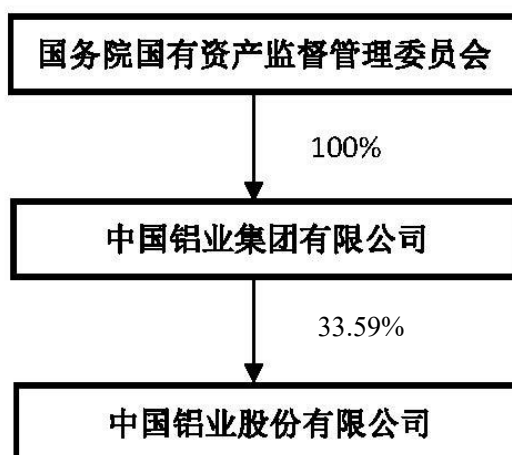 国务院国有资产监督管理委员会
100%
中国铝业集团有限公司
33.59%
中国铝业股份有限公司